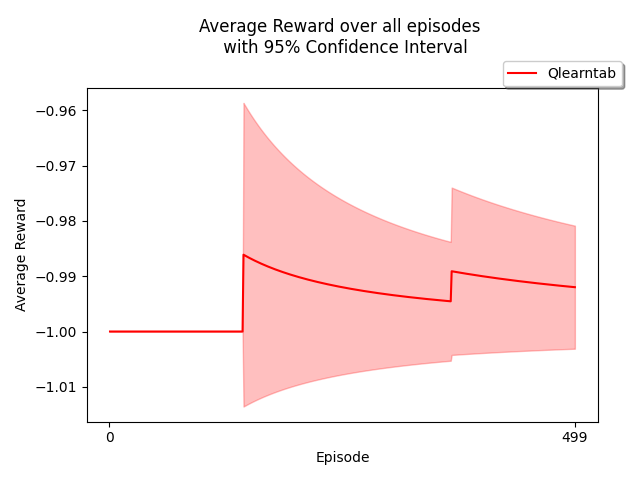 Average Reward over all episodes
with 95% Confidence Interval
Qlearntab
−0.96
−0.97
−0.98
−0.99
−1.00
−1.01
Average Reward
0
499
Episode